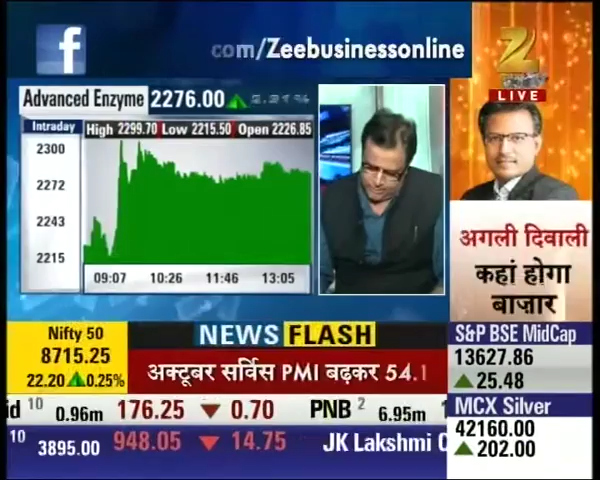 f
com/Zeebusinessonline
Z
LIVE
Advanced Enzyme 2276.00
Intraday High 2299.70 Low 2215.50 Open 2226.85
2300
2272
2243
2215
09:07 10:26 11:46 13:05
अगली दिवाली
कहां होगा
बाज़ार
Nifty 50
8715.25
22.20 0.25%
NEWS FLASH
अक्टूबर सर्विस PMI बढ़कर 54.1
S&P BSE MidCap
13627.86
25.48
MCX Silver
42160.00
202.00
id 10 0.96m 176.25 0.70 PNB 2 6.95m
10 3895.00 948.05 14.75 JK Lakshmi C